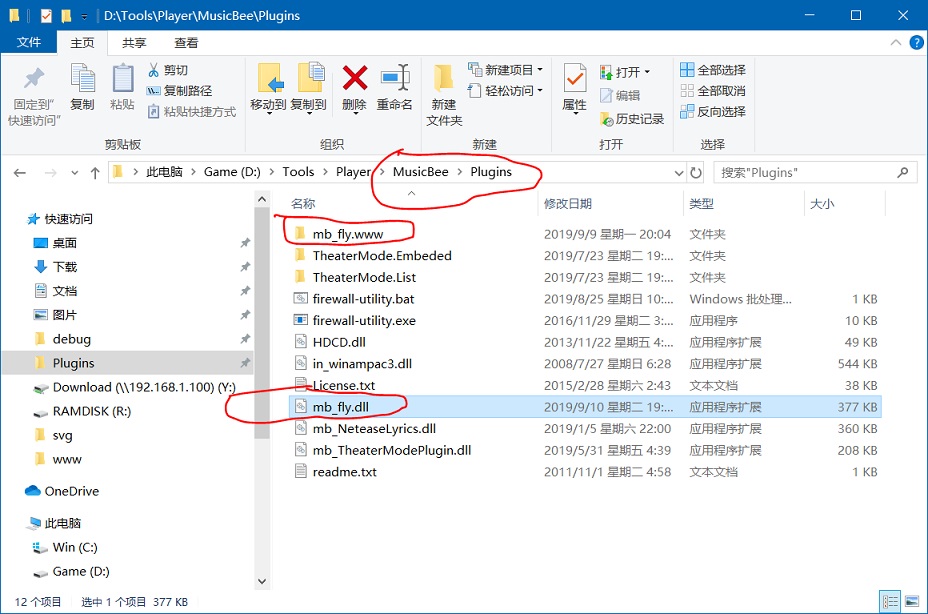 D:\Tools\Player\MusicBee\Plugins
文件 主页 共享 查看
固定到"快速访问" 复制 粘贴 剪切 复制路径 粘贴快捷方式 移动到 复制到 删除 重命名 新建文件夹 新建项目 轻松访问 属性 打开 编辑 历史记录 全部选择 全部取消 反向选择
剪贴板 组织 新建 打开 选择
此电脑 > Game (D:) > Tools > Player > MusicBee > Plugins 搜索"Plugins"
快速访问
桌面
下载
文档
图片
debug
Plugins
Download (\\192.168.1.100) (Y:)
RAMDISK (R:)
svg
www
OneDrive
此电脑
Win (C:)
Game (D:)
名称 修改日期 类型 大小
mb_fly.www 2019/9/9 星期一 20:04 文件夹
TheaterMode.Embeded 2019/7/23 星期二 19:... 文件夹
TheaterMode.List 2019/7/23 星期二 19:... 文件夹
firewall-utility.bat 2019/8/25 星期日 10:... Windows 批处理... 1 KB
firewall-utility.exe 2016/11/29 星期二 3:... 应用程序 10 KB
HDCD.dll 2013/11/22 星期五 4:... 应用程序扩展 49 KB
in_winampac3.dll 2008/7/27 星期日 6:28 应用程序扩展 544 KB
License.txt 2015/2/28 星期六 2:43 文本文档 38 KB
mb_fly.dll 2019/9/10 星期二 19:... 应用程序扩展 377 KB
mb_NeteaseLyrics.dll 2019/1/5 星期六 22:00 应用程序扩展 360 KB
mb_TheaterModePlugin.dll 2019/5/31 星期五 4:39 应用程序扩展 208 KB
readme.txt 2011/11/1 星期二 4:58 文本文档 1 KB
12 个项目 选中 1 个项目 377 KB